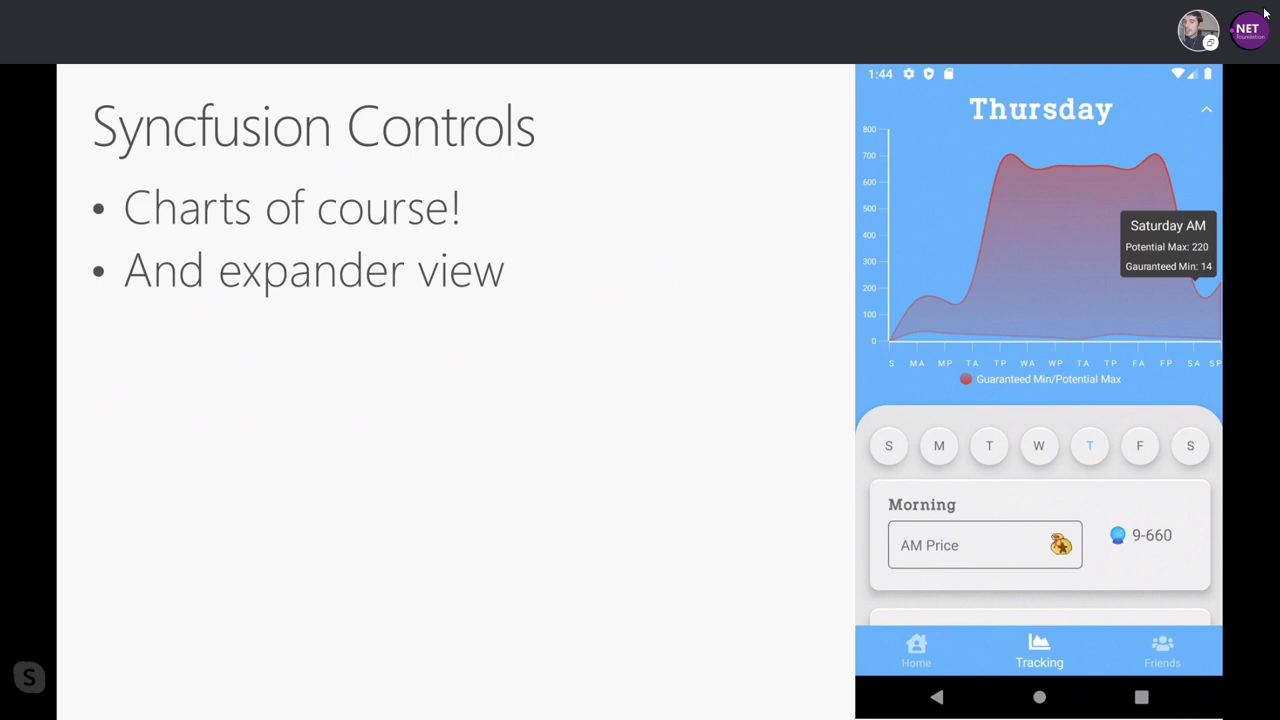 NET
foundation
Syncfusion Controls
• Charts of course!
• And expander view
1:44
Thursday
800
700
600
500
400
300
200
100
0
Saturday AM
Potential Max: 220
Gauranteed Min: 14
S MA MP TA TP WA WP TA TP FA FP SA SP
Guaranteed Min/Potential Max
S M T W T F S
Morning
AM Price
9-660
Home Tracking Friends
S